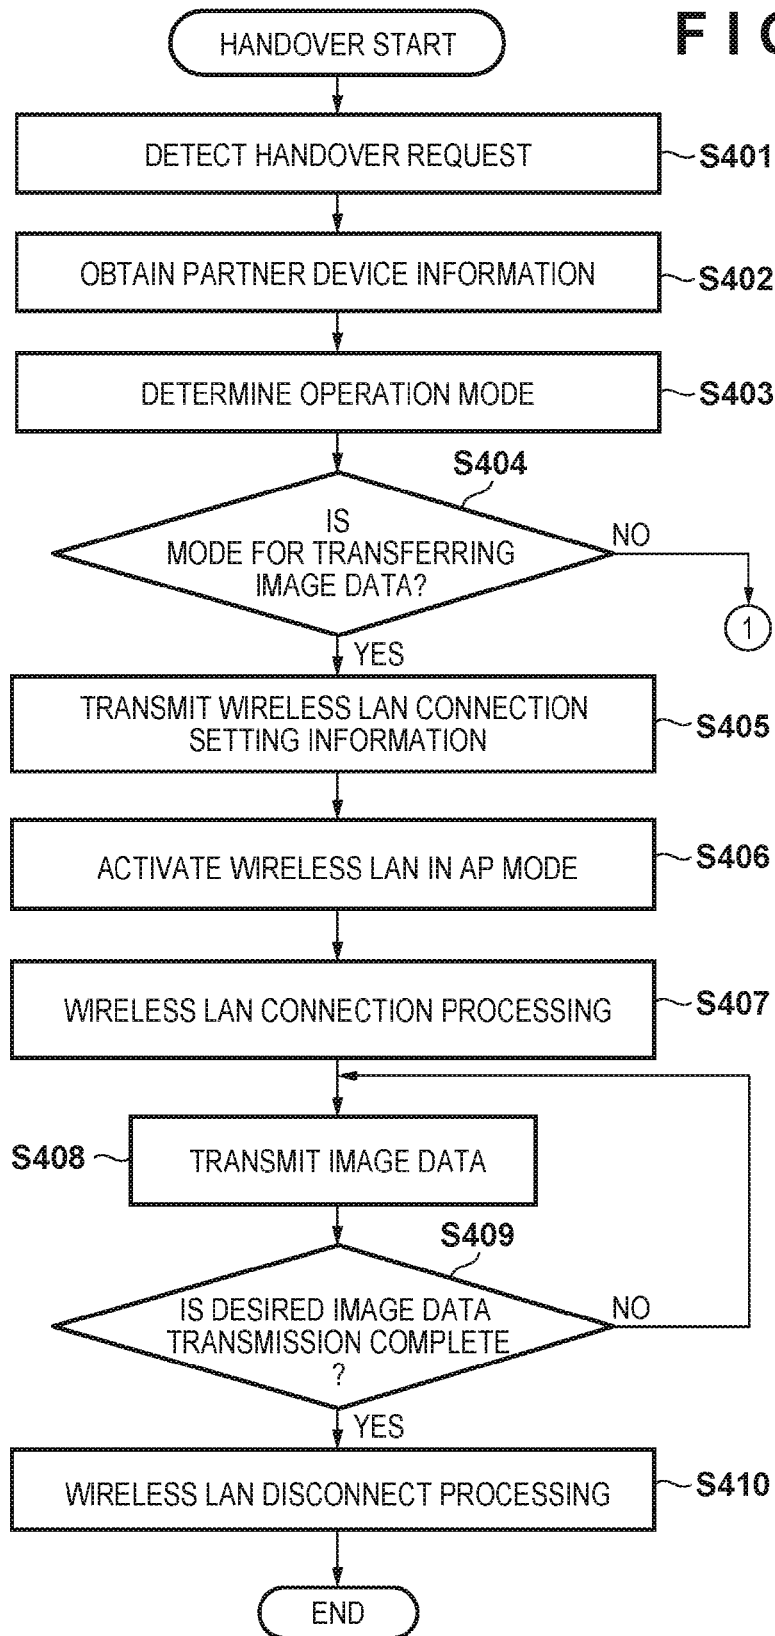 FIG
HANDOVER START
DETECT HANDOVER REQUEST
S401
OBTAIN PARTNER DEVICE INFORMATION
S402
DETERMINE OPERATION MODE
S403
S404
IS
MODE FOR TRANSFERRING
IMAGE DATA?
NO
1
YES
TRANSMIT WIRELESS LAN CONNECTION
SETTING INFORMATION
S405
ACTIVATE WIRELESS LAN IN AP MODE
S406
WIRELESS LAN CONNECTION PROCESSING
S407
S408
TRANSMIT IMAGE DATA
S409
IS DESIRED IMAGE DATA
TRANSMISSION COMPLETE
?
NO
YES
WIRELESS LAN DISCONNECT PROCESSING
S410
END